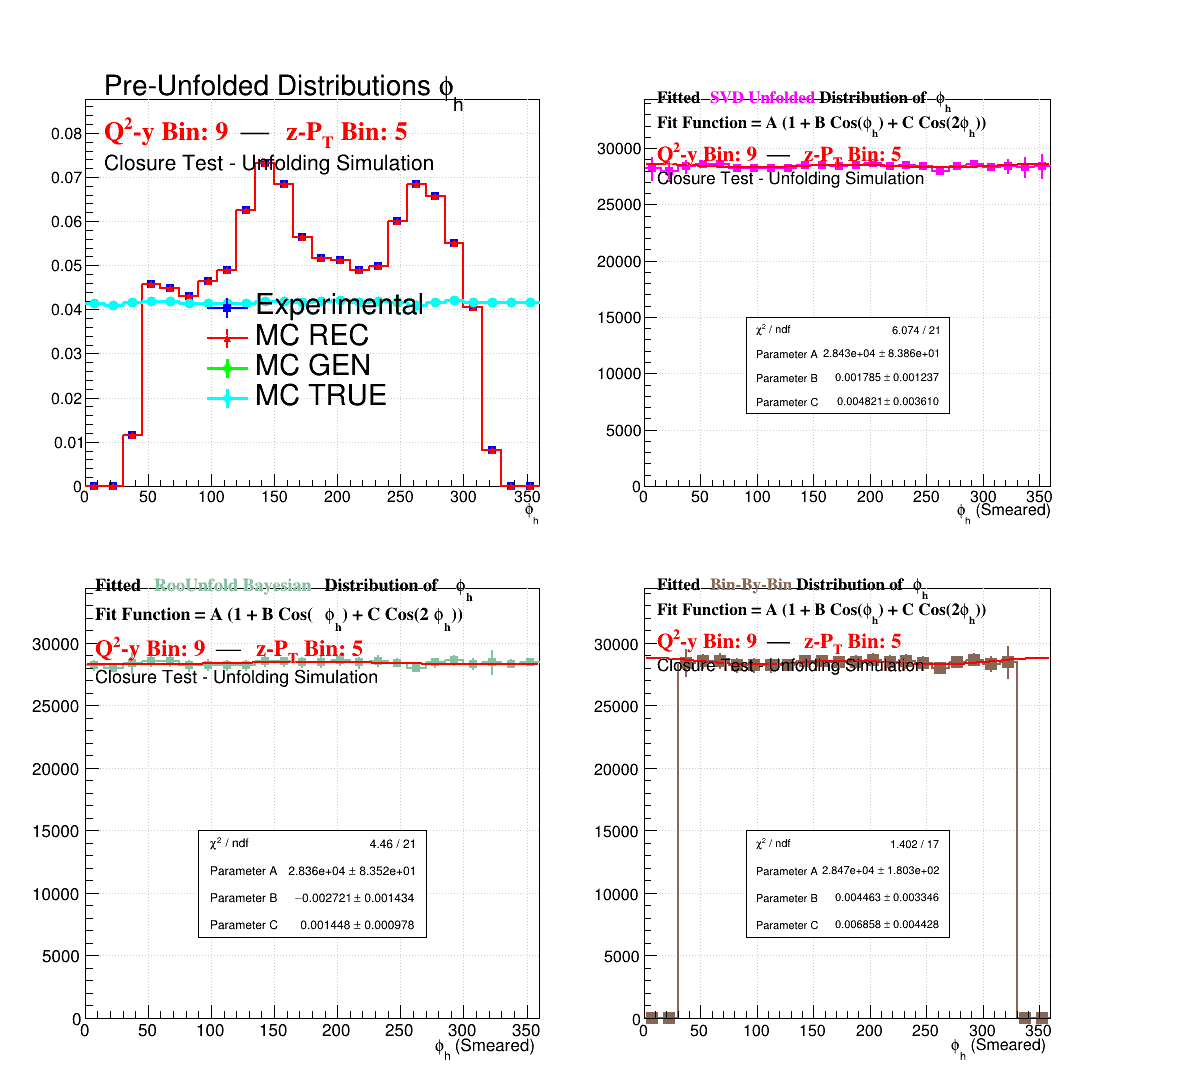 Pre-Unfolded Distributions ϕh
Q²-y Bin: 9 — z-PT Bin: 5
Closure Test - Unfolding Simulation
0.08
0.07
0.06
0.05
0.04
0.03
0.02
0.01
0
Experimental
MC REC
MC GEN
MC TRUE
0 50 100 150 200 250 300 350
ϕh
Fitted SVD Unfolded Distribution of ϕh
Fit Function = A (1 + B Cos(ϕh) + C Cos(2ϕh))
Q²-y Bin: 9 — z-PT Bin: 5
Closure Test - Unfolding Simulation
30000
25000
20000
15000
10000
5000
0
χ² / ndf 6.074 / 21
Parameter A 2.843e+04 ± 8.386e+01
Parameter B 0.001785 ± 0.001237
Parameter C 0.004821 ± 0.003610
0 50 100 150 200 250 300 350
ϕh (Smeared)
Fitted RooUnfold Bayesian Distribution of ϕh
Fit Function = A (1 + B Cos( ϕh) + C Cos(2 ϕh))
Q²-y Bin: 9 — z-PT Bin: 5
Closure Test - Unfolding Simulation
30000
25000
20000
15000
10000
5000
0
χ² / ndf 4.46 / 21
Parameter A 2.836e+04 ± 8.352e+01
Parameter B −0.002721 ± 0.001434
Parameter C 0.001448 ± 0.000978
0 50 100 150 200 250 300 350
ϕh (Smeared)
Fitted Bin-By-Bin Distribution of ϕh
Fit Function = A (1 + B Cos(ϕh) + C Cos(2ϕh))
Q²-y Bin: 9 — z-PT Bin: 5
Closure Test - Unfolding Simulation
30000
25000
20000
15000
10000
5000
0
χ² / ndf 1.402 / 17
Parameter A 2.847e+04 ± 1.803e+02
Parameter B 0.004463 ± 0.003346
Parameter C 0.006858 ± 0.004428
0 50 100 150 200 250 300 350
ϕh (Smeared)